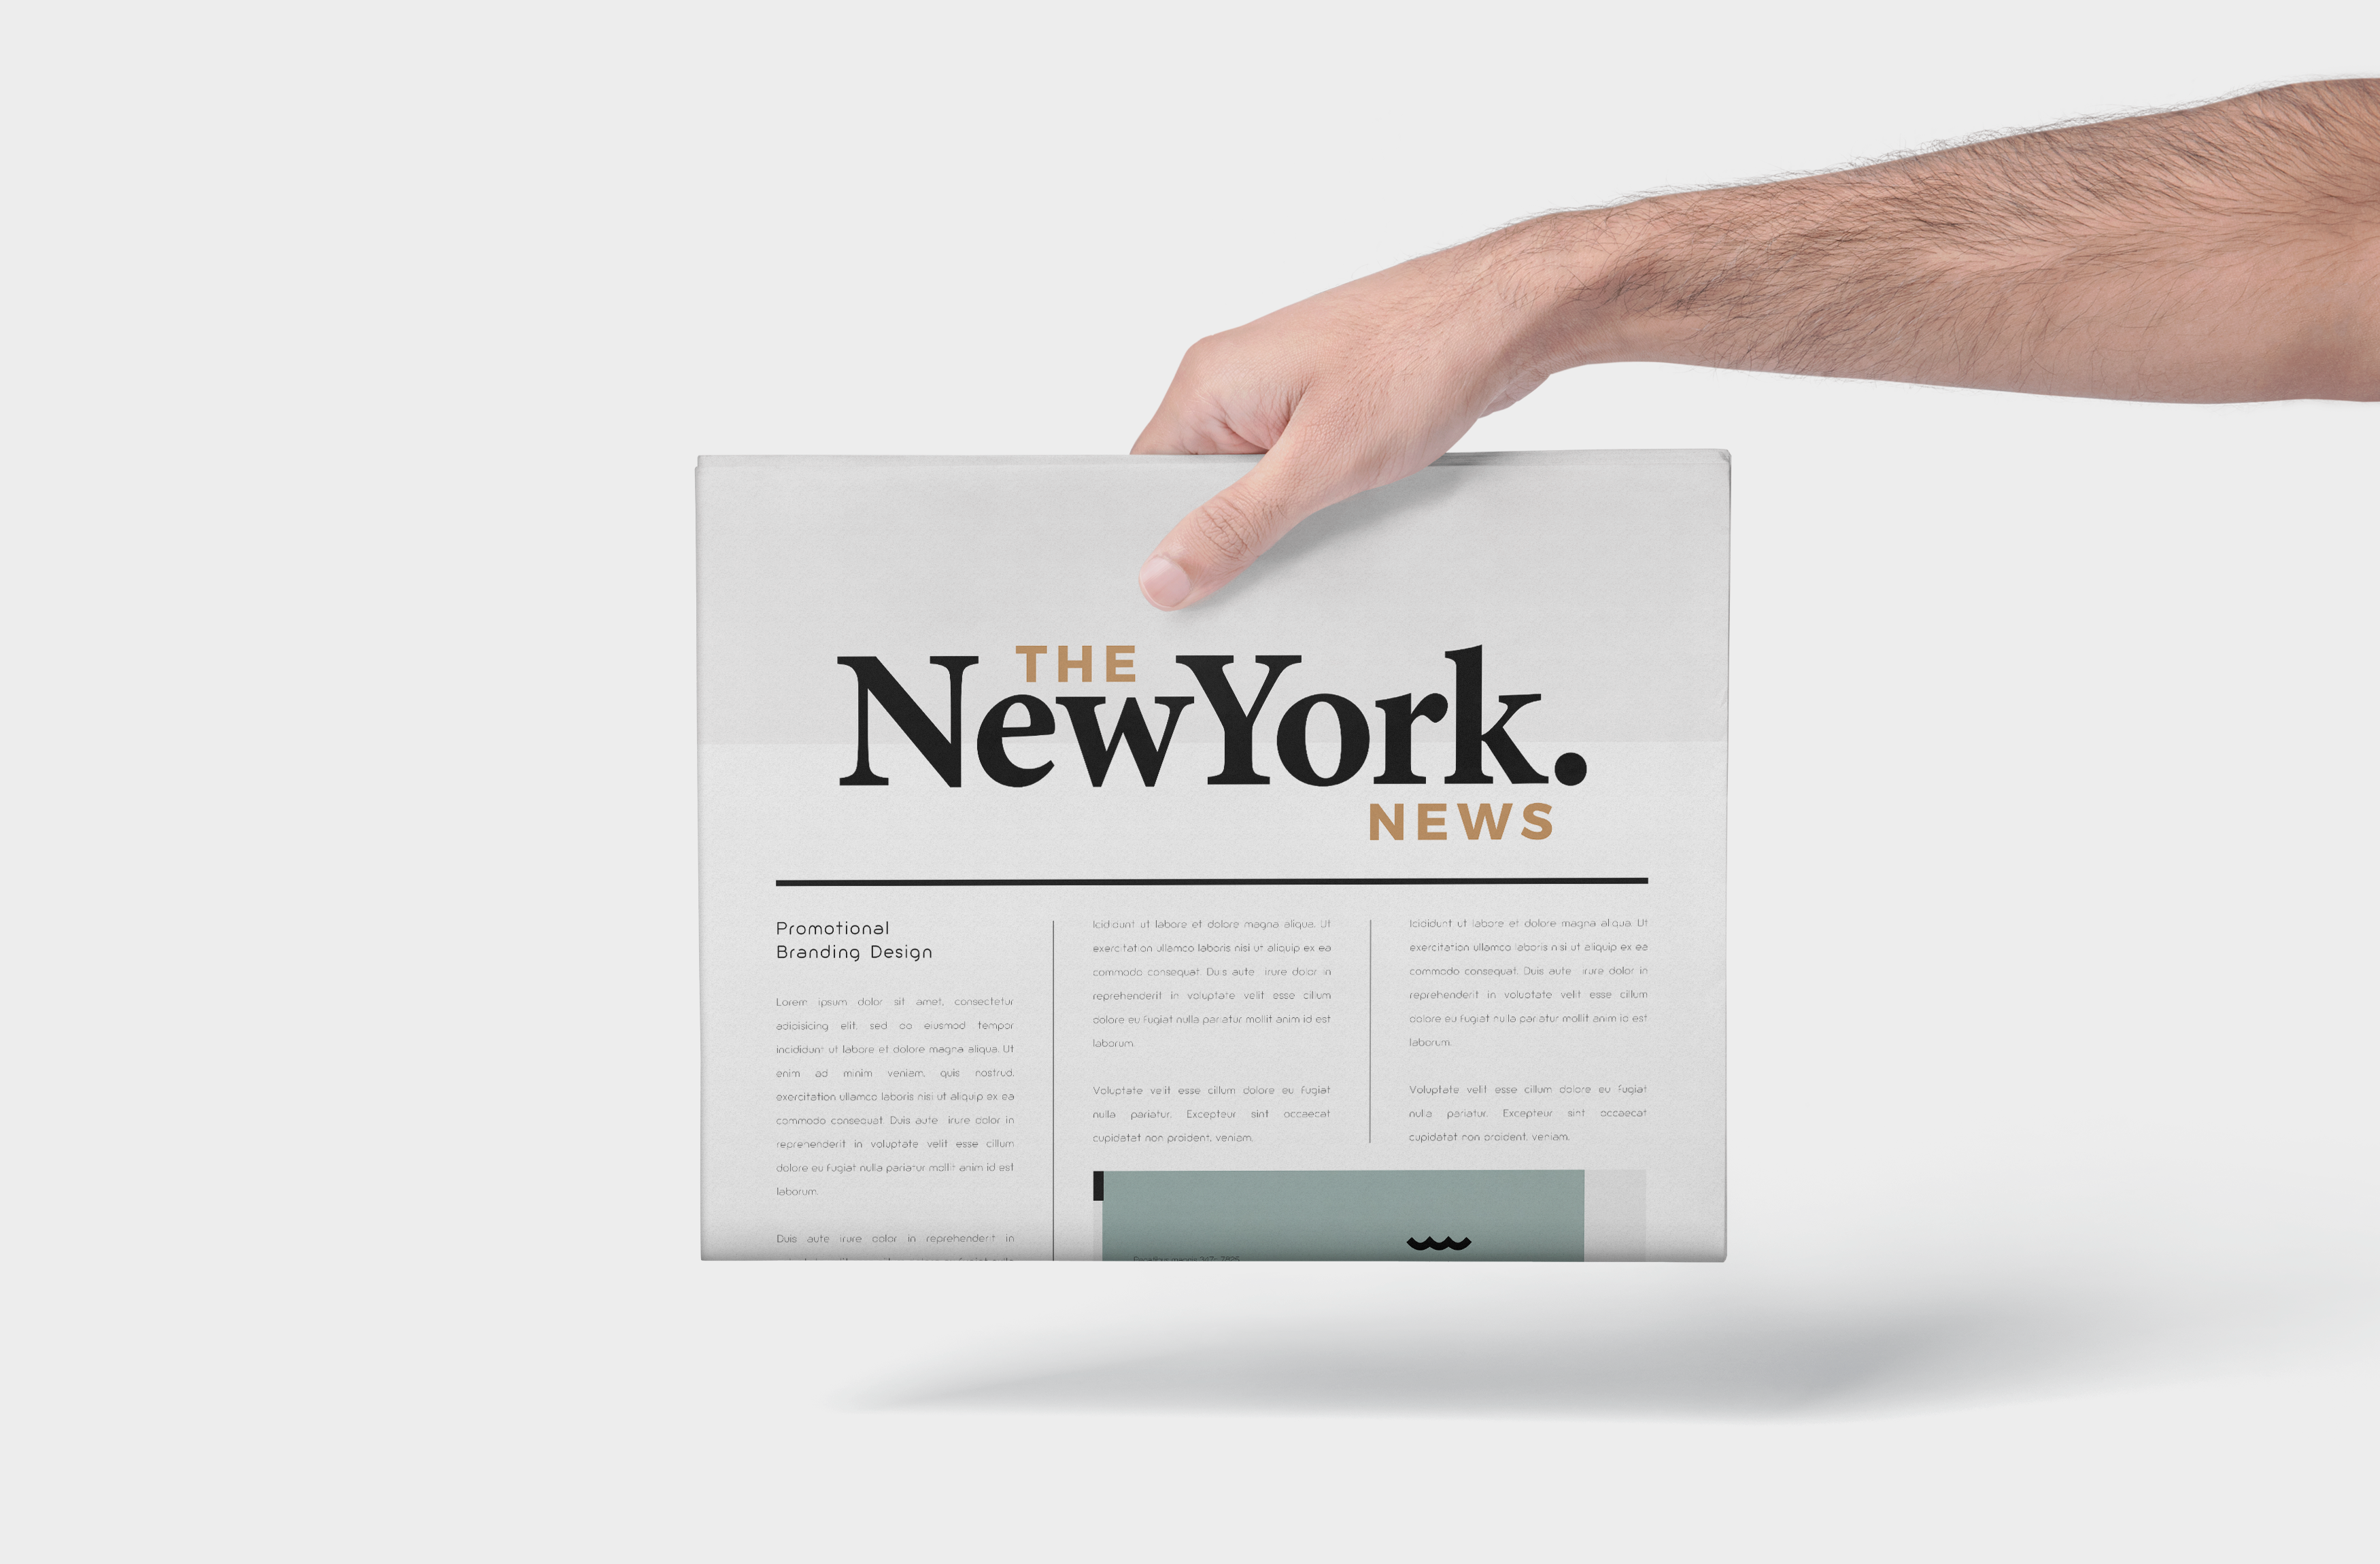 THE
NewYork.
NEWS
Promotional
Branding Design
Lorem ipsum dolor sit amet, consectetur
adipisicing elit, sed do eiusmod tempor
incididunt ut labore et dolore magna aliqua. Ut
enim ad minim veniam, quis nostrud,
exercitation ullamco laboris nisi ut aliquip ex ea
commodo consequat. Duis aute irure dolor in
reprehenderit in voluptate velit esse cillum
dolore eu fugiat nulla pariatur mollit anim id est
laborum.
Duis aute irure dolor in reprehenderit in
Icididunt ut labore et dolore magna aliqua. Ut
exercitation ullamco laboris nisi ut aliquip ex ea
commodo consequat. Duis aute irure dolor in
reprehenderit in voluptate velit esse cillum
dolore eu fugiat nulla pariatur mollit anim id est
laborum.
Voluptate velit esse cillum dolore eu fugiat
nulla pariatur. Excepteur sint occaecat
cupidatat non proident, veniam.
Icididunt ut labore et dolore magna aliqua. Ut
exercitation ullamco laboris nisi ut aliquip ex ea
commodo consequat. Duis aute irure dolor in
reprehenderit in voluptate velit esse cillum
dolore eu fugiat nulla pariatur mollit anim id est
laborum.
Voluptate velit esse cillum dolore eu fugiat
nulla pariatur. Excepteur sint occaecat
cupidatat non proident, veniam.